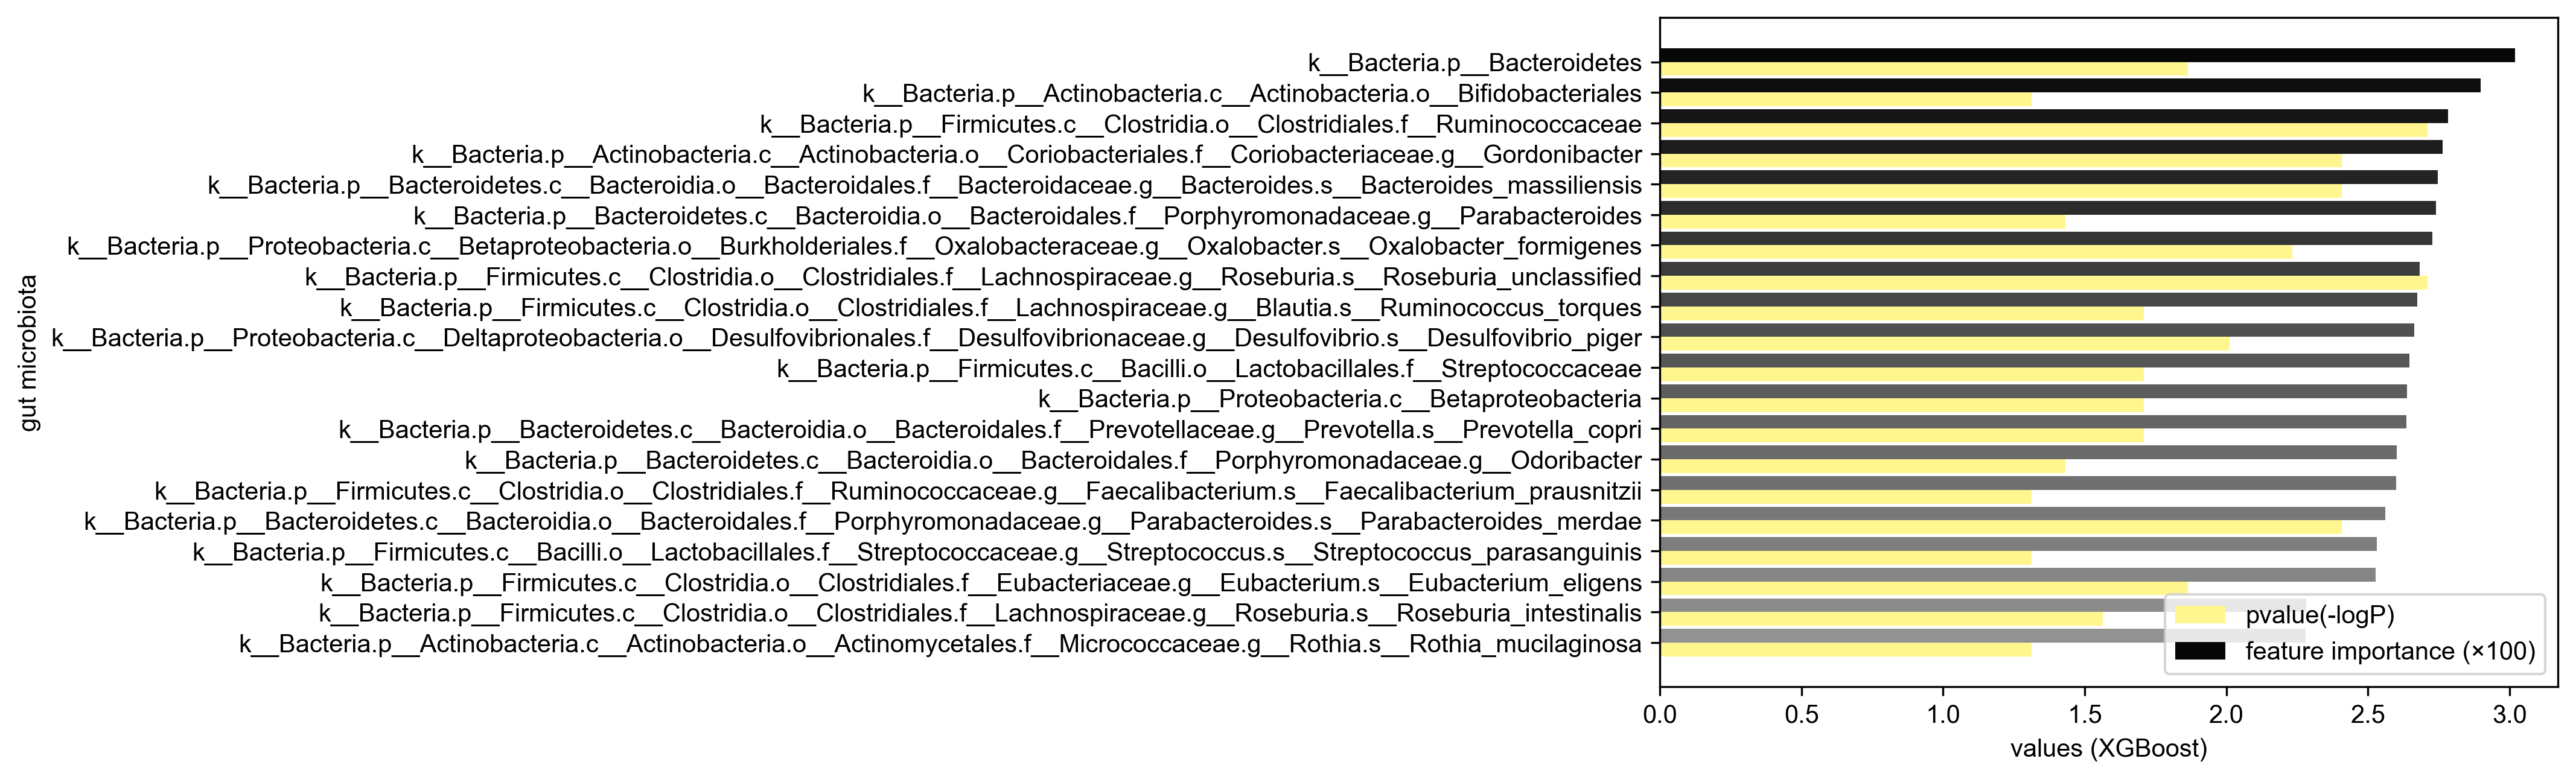 k__Bacteria.p__Bacteroidetes
k__Bacteria.p__Actinobacteria.c__Actinobacteria.o__Bifidobacteriales
k__Bacteria.p__Firmicutes.c__Clostridia.o__Clostridiales.f__Ruminococcaceae
k__Bacteria.p__Actinobacteria.c__Actinobacteria.o__Coriobacteriales.f__Coriobacteriaceae.g__Gordonibacter
k__Bacteria.p__Bacteroidetes.c__Bacteroidia.o__Bacteroidales.f__Bacteroidaceae.g__Bacteroides.s__Bacteroides_massiliensis
k__Bacteria.p__Bacteroidetes.c__Bacteroidia.o__Bacteroidales.f__Porphyromonadaceae.g__Parabacteroides
k__Bacteria.p__Proteobacteria.c__Betaproteobacteria.o__Burkholderiales.f__Oxalobacteraceae.g__Oxalobacter.s__Oxalobacter_formigenes
k__Bacteria.p__Firmicutes.c__Clostridia.o__Clostridiales.f__Lachnospiraceae.g__Roseburia.s__Roseburia_unclassified
k__Bacteria.p__Firmicutes.c__Clostridia.o__Clostridiales.f__Lachnospiraceae.g__Blautia.s__Ruminococcus_torques
k__Bacteria.p__Proteobacteria.c__Deltaproteobacteria.o__Desulfovibrionales.f__Desulfovibrionaceae.g__Desulfovibrio.s__Desulfovibrio_piger
k__Bacteria.p__Firmicutes.c__Bacilli.o__Lactobacillales.f__Streptococcaceae
k__Bacteria.p__Proteobacteria.c__Betaproteobacteria
k__Bacteria.p__Bacteroidetes.c__Bacteroidia.o__Bacteroidales.f__Prevotellaceae.g__Prevotella.s__Prevotella_copri
k__Bacteria.p__Bacteroidetes.c__Bacteroidia.o__Bacteroidales.f__Porphyromonadaceae.g__Odoribacter
k__Bacteria.p__Firmicutes.c__Clostridia.o__Clostridiales.f__Ruminococcaceae.g__Faecalibacterium.s__Faecalibacterium_prausnitzii
k__Bacteria.p__Bacteroidetes.c__Bacteroidia.o__Bacteroidales.f__Porphyromonadaceae.g__Parabacteroides.s__Parabacteroides_merdae
k__Bacteria.p__Firmicutes.c__Bacilli.o__Lactobacillales.f__Streptococcaceae.g__Streptococcus.s__Streptococcus_parasanguinis
k__Bacteria.p__Firmicutes.c__Clostridia.o__Clostridiales.f__Eubacteriaceae.g__Eubacterium.s__Eubacterium_eligens
k__Bacteria.p__Firmicutes.c__Clostridia.o__Clostridiales.f__Lachnospiraceae.g__Roseburia.s__Roseburia_intestinalis
k__Bacteria.p__Actinobacteria.c__Actinobacteria.o__Actinomycetales.f__Micrococcaceae.g__Rothia.s__Rothia_mucilaginosa
gut microbiota
pvalue(-logP)
feature importance (×100)
0.0 0.5 1.0 1.5 2.0 2.5 3.0
values (XGBoost)